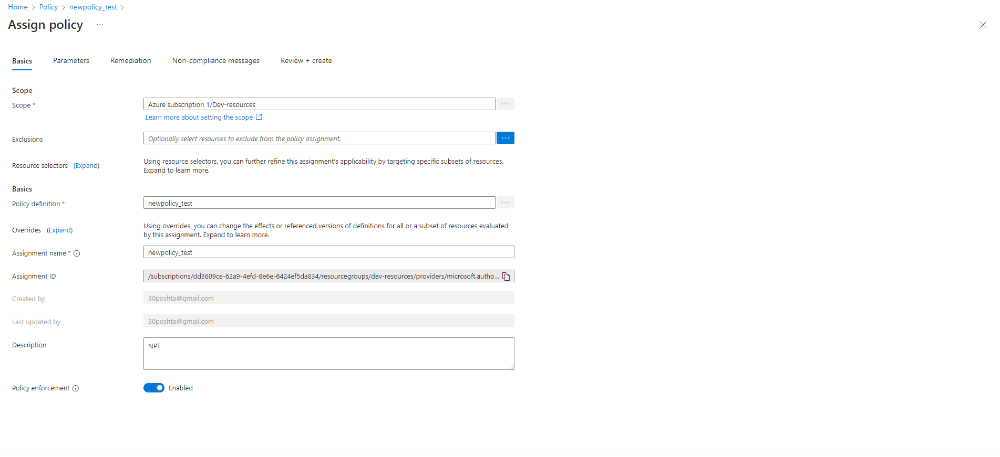 Home > Policy > newpolicy_test >
Assign policy ...
Basics Parameters Remediation Non-compliance messages Review + create
Scope
Scope * Azure subscription 1/Dev-resources ...
Learn more about setting the scope
Exclusions Optionally select resources to exclude from the policy assignment. ...
Resource selectors (Expand) Using resource selectors, you can further refine this assignment's applicability by targeting specific subsets of resources.
Expand to learn more.
Basics
Policy definition * newpolicy_test ...
Overrides (Expand) Using overrides, you can change the effects or referenced versions of definitions for all or a subset of resources evaluated
by this assignment. Expand to learn more.
Assignment name * newpolicy_test
Assignment ID /subscriptions/dd3609ce-62a9-4efd-8e6e-6424ef5da834/resourcegroups/dev-resources/providers/microsoft.autho...
Created by 30poshta@gmail.com
Last updated by 30poshta@gmail.com
Description NPT
Policy enforcement Enabled